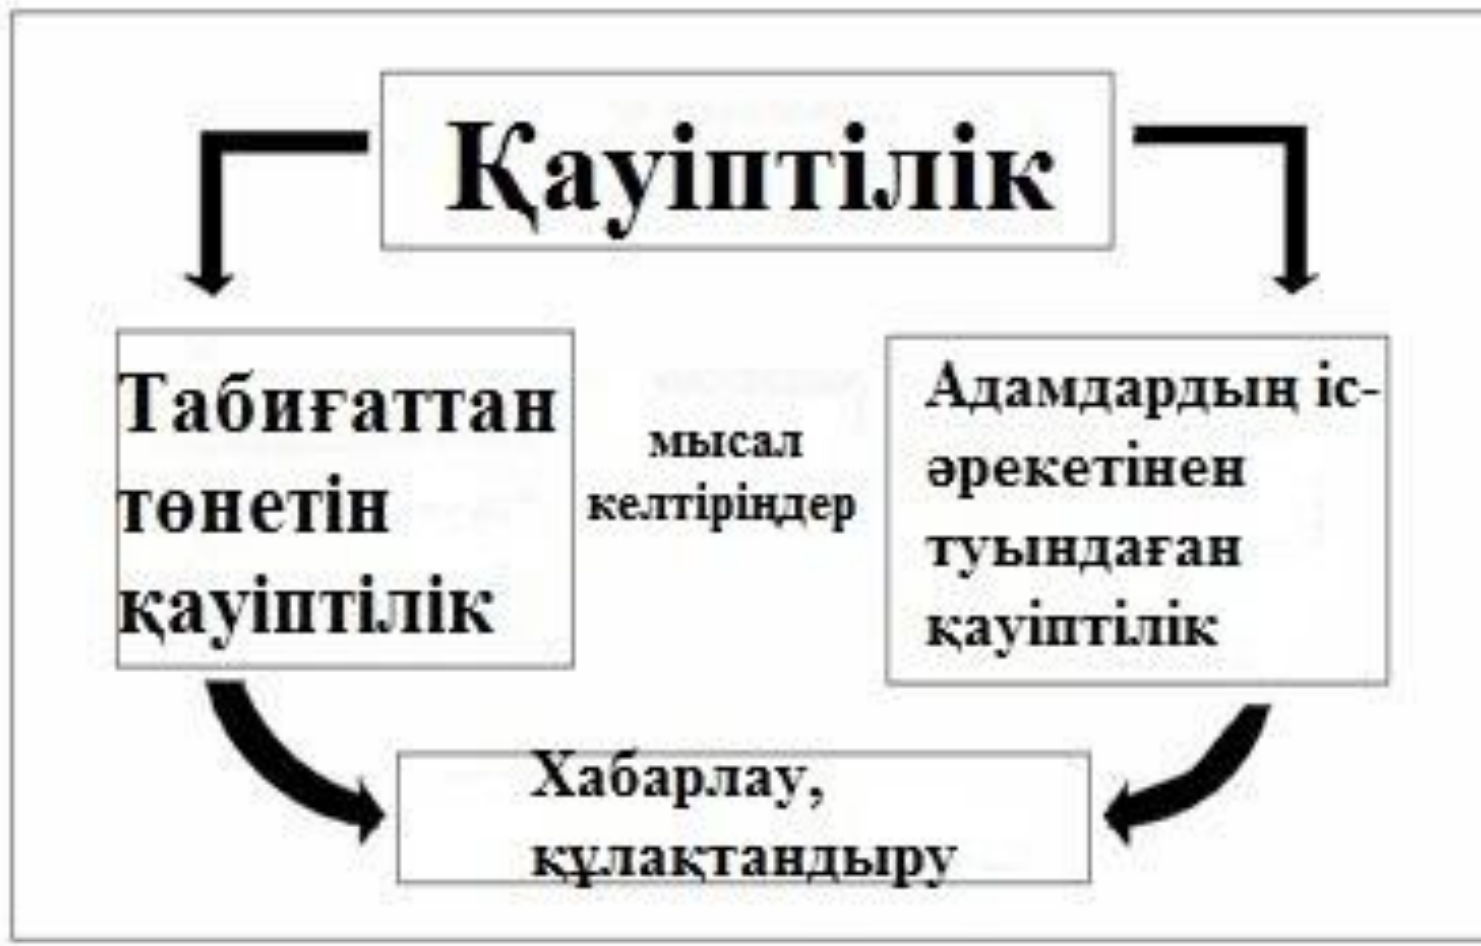 Қауіптілік
Табиғаттан
төнетін
қауіптілік
мысал
келтіріңдер
Адамдардың іс-
әрекетінен
туындаған
қауіптілік
Хабарлау,
құлақтандыру